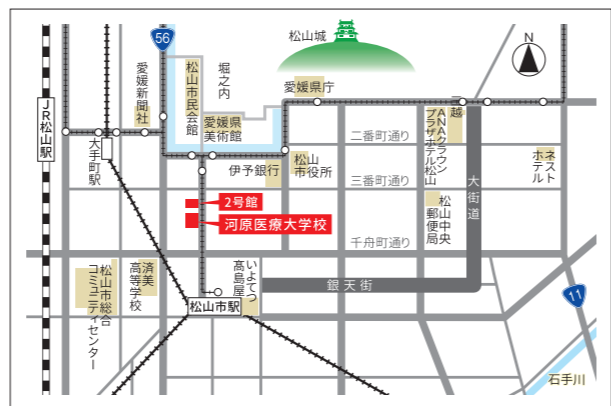 56
松山城
N
堀之内
愛媛新聞社
松山市民会館
愛媛県庁
三越
ANAクラウン
プラザホテル松山
愛媛県
美術館
JR松山駅
大手町駅
二番町通り
伊予銀行
松山
市役所
三番町通り
ネスト
ホテル
大街道
2号館
河原医療大学校
松山中央
郵便局
千舟町通り
いよてつ
髙島屋
済美
高等学校
松山市総合
コミュニティセンター
銀天街
松山市駅
11
石手川